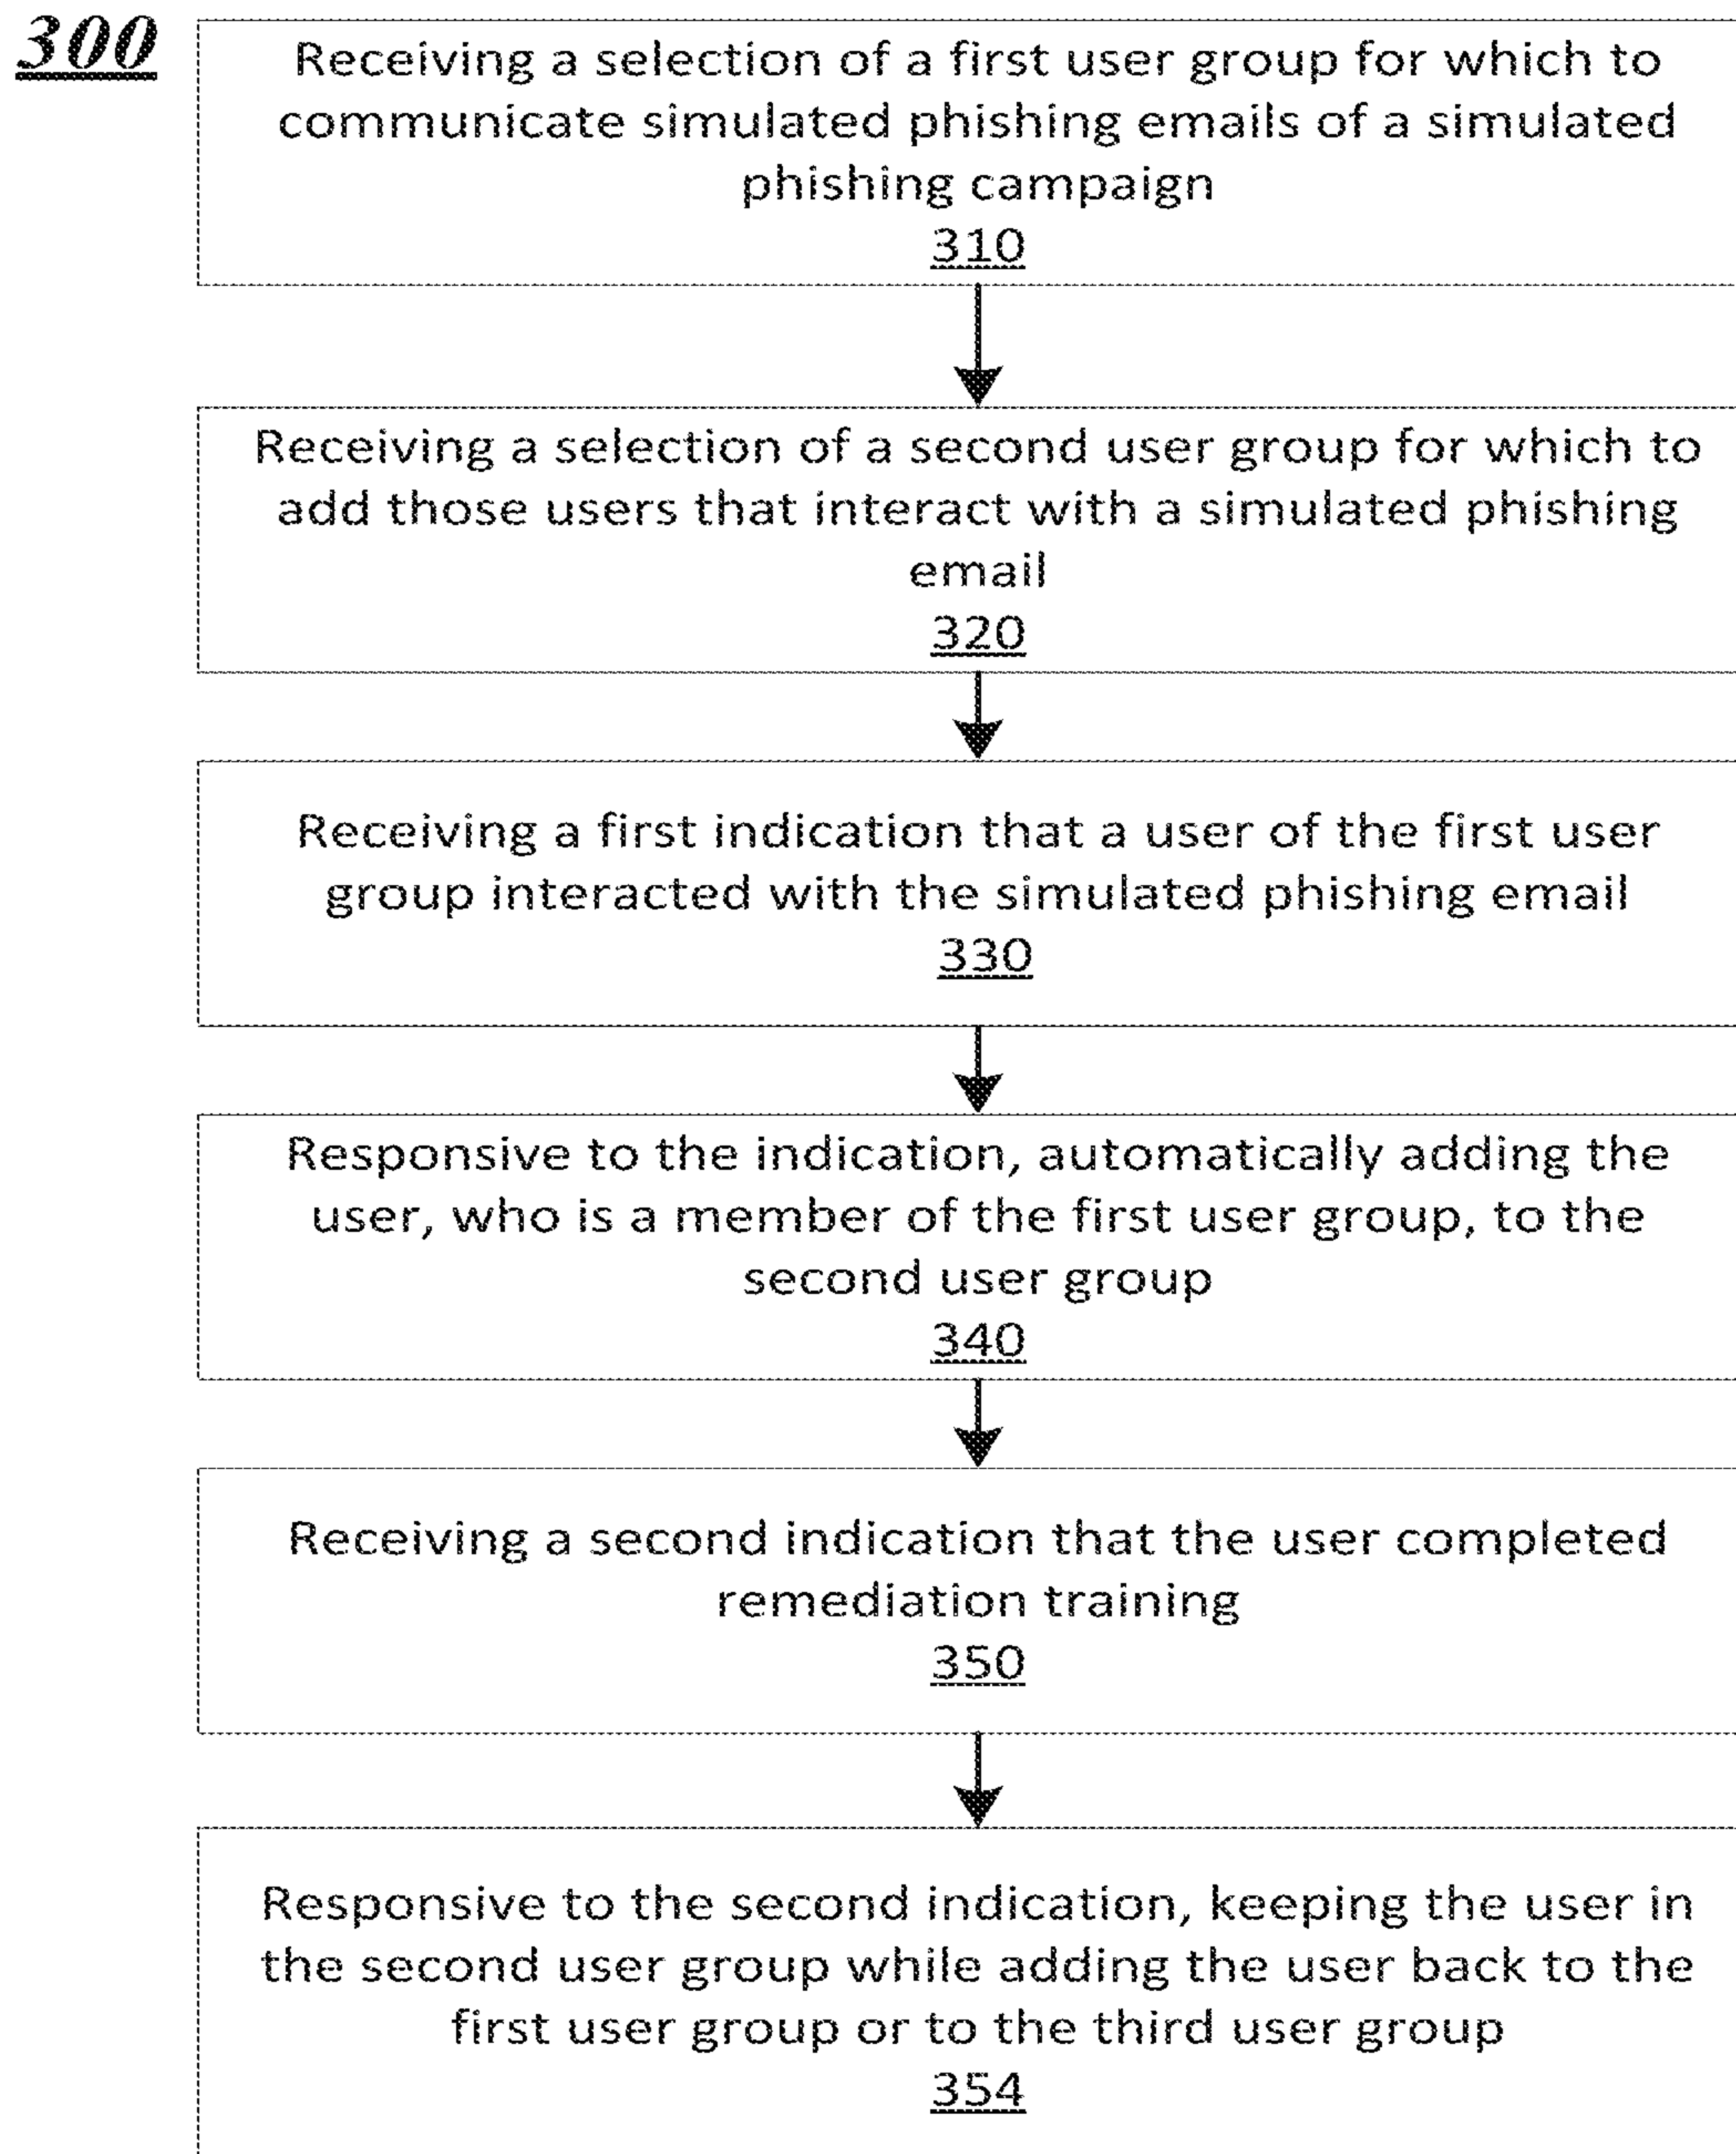 300
Receiving a selection of a first user group for which to
communicate simulated phishing emails of a simulated
phishing campaign
310
Receiving a selection of a second user group for which to
add those users that interact with a simulated phishing
email
320
Receiving a first indication that a user of the first user
group interacted with the simulated phishing email
330
Responsive to the indication, automatically adding the
user, who is a member of the first user group, to the
second user group
340
Receiving a second indication that the user completed
remediation training
350
Responsive to the second indication, keeping the user in
the second user group while adding the user back to the
first user group or to the third user group
354